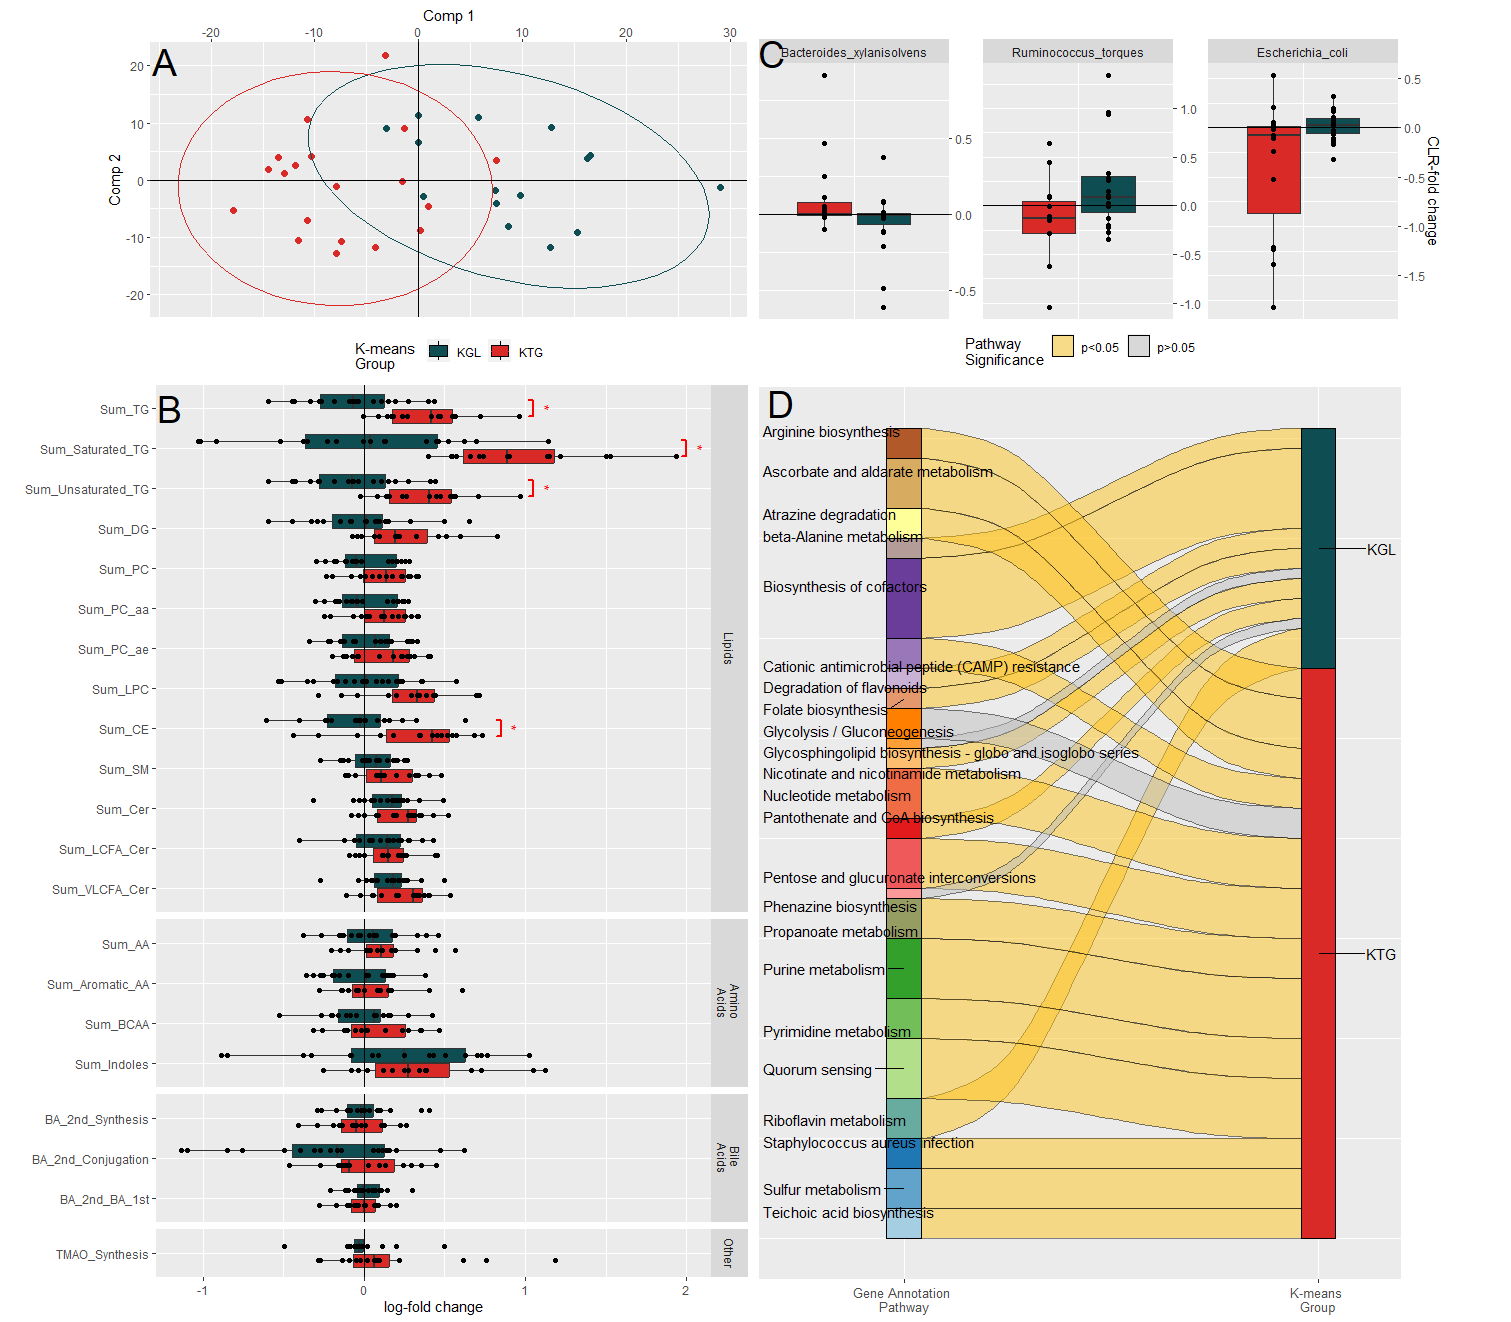 Comp 1
-20
-10
0
10
20
30
A
20
10
0
-10
-20
Comp 2
K-means
Group
KGL
KTG
C
Bacteroides_xylanisolvens
Ruminococcus_torques
Escherichia_coli
0.5
0.0
-0.5
1.0
0.5
0.0
-0.5
-1.0
0.5
0.0
-0.5
-1.0
-1.5
CLR-fold change
Pathway
Significance
p<0.05
p>0.05
B
Sum_TG
*
Sum_Saturated_TG
*
Sum_Unsaturated_TG
*
Sum_DG
Sum_PC
Sum_PC_aa
Sum_PC_ae
Sum_LPC
Sum_CE
*
Sum_SM
Sum_Cer
Sum_LCFA_Cer
Sum_VLCFA_Cer
Lipids
Sum_AA
Sum_Aromatic_AA
Sum_BCAA
Sum_Indoles
Amino
Acids
BA_2nd_Synthesis
BA_2nd_Conjugation
BA_2nd_BA_1st
Bile
Acids
TMAO_Synthesis
Other
-1
0
1
2
log-fold change
D
Arginine biosynthesis
Ascorbate and aldarate metabolism
Atrazine degradation
beta-Alanine metabolism
Biosynthesis of cofactors
Cationic antimicrobial peptide (CAMP) resistance
Degradation of flavonoids
Folate biosynthesis
Glycolysis / Gluconeogenesis
Glycosphingolipid biosynthesis - globo and isoglobo series
Nicotinate and nicotinamide metabolism
Nucleotide metabolism
Pantothenate and CoA biosynthesis
Pentose and glucuronate interconversions
Phenazine biosynthesis
Propanoate metabolism
Purine metabolism
Pyrimidine metabolism
Quorum sensing
Riboflavin metabolism
Staphylococcus aureus infection
Sulfur metabolism
Teichoic acid biosynthesis
KGL
KTG
Gene Annotation
Pathway
K-means
Group